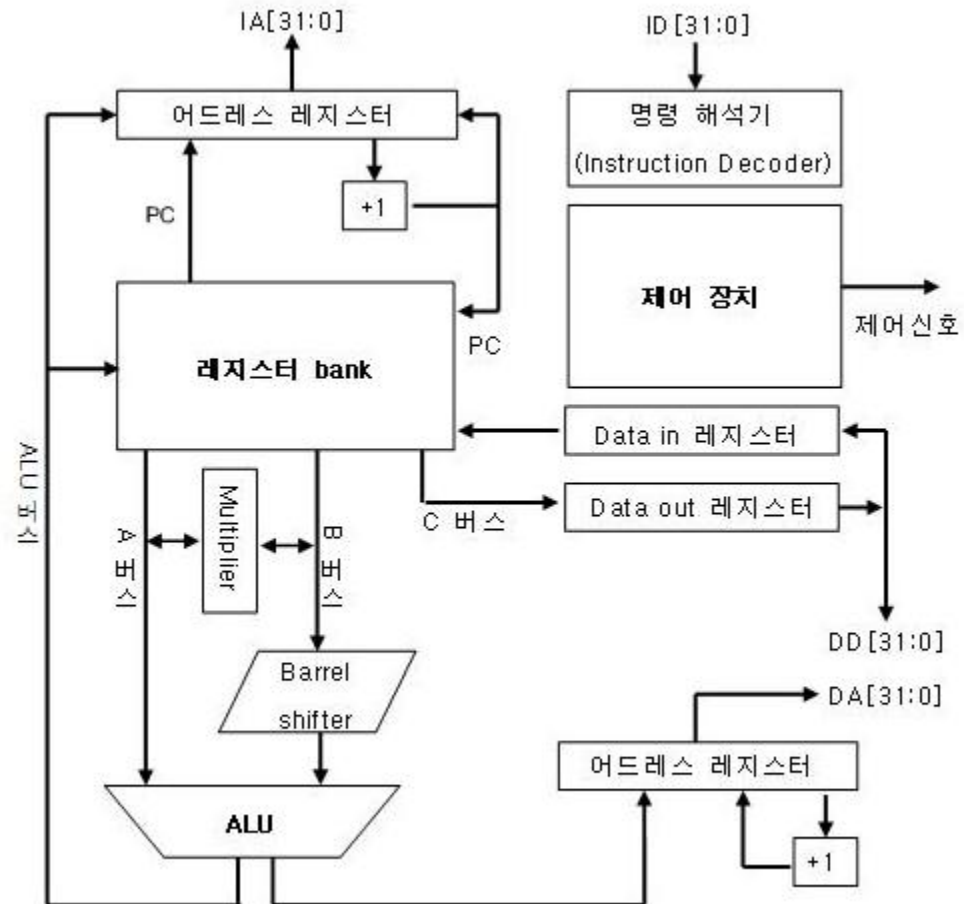 IA[31:0]
ID[31:0]
어드레스 레지스터
명령 해석기
(Instruction Decoder)
+1
PC
제어 장치
제어신호
PC
레지스터 bank
Data in 레지스터
Data out 레지스터
C 버스
ALU 버스
A 버스
Multiplier
B 버스
DD[31:0]
DA[31:0]
Barrel
shifter
어드레스 레지스터
ALU
+1